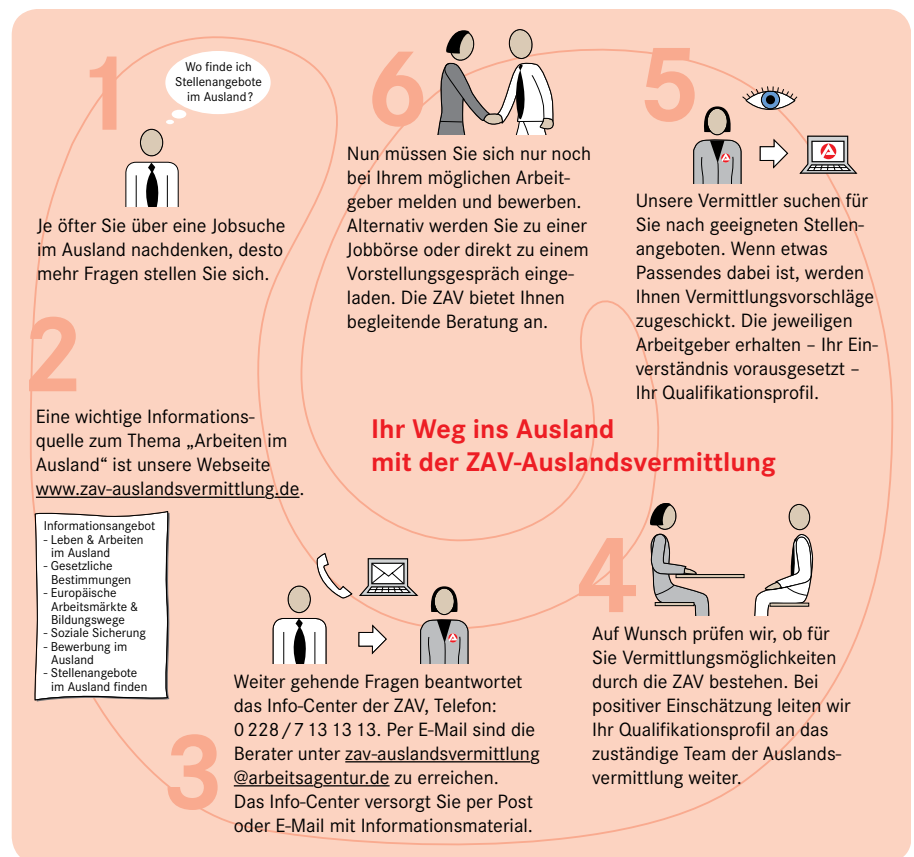 1
Wo finde ich
Stellenangebote
im Ausland?
Je öfter Sie über eine Jobsuche
im Ausland nachdenken, desto
mehr Fragen stellen Sie sich.
2
Eine wichtige Informations-
quelle zum Thema „Arbeiten im
Ausland“ ist unsere Webseite
www.zav-auslandsvermittlung.de.
Informationsangebot
- Leben & Arbeiten
im Ausland
- Gesetzliche
Bestimmungen
- Europäische
Arbeitsmärkte &
Bildungswege
- Soziale Sicherung
- Bewerbung im
Ausland
- Stellenangebote
im Ausland finden
3
Weiter gehende Fragen beantwortet
das Info-Center der ZAV, Telefon:
0 228 / 7 13 13 13. Per E-Mail sind die
Berater unter zav-auslandsvermittlung
@arbeitsagentur.de zu erreichen.
Das Info-Center versorgt Sie per Post
oder E-Mail mit Informationsmaterial.
4
Auf Wunsch prüfen wir, ob für
Sie Vermittlungsmöglichkeiten
durch die ZAV bestehen. Bei
positiver Einschätzung leiten wir
Ihr Qualifikationsprofil an das
zuständige Team der Auslands-
vermittlung weiter.
5
Unsere Vermittler suchen für
Sie nach geeigneten Stellen-
angeboten. Wenn etwas
Passendes dabei ist, werden
Ihnen Vermittlungsvorschläge
zugeschickt. Die jeweiligen
Arbeitgeber erhalten – Ihr Ein-
verständnis vorausgesetzt –
Ihr Qualifikationsprofil.
6
Nun müssen Sie sich nur noch
bei Ihrem möglichen Arbeit-
geber melden und bewerben.
Alternativ werden Sie zu einer
Jobbörse oder direkt zu einem
Vorstellungsgespräch einge-
laden. Die ZAV bietet Ihnen
begleitende Beratung an.
Ihr Weg ins Ausland
mit der ZAV-Auslandsvermittlung